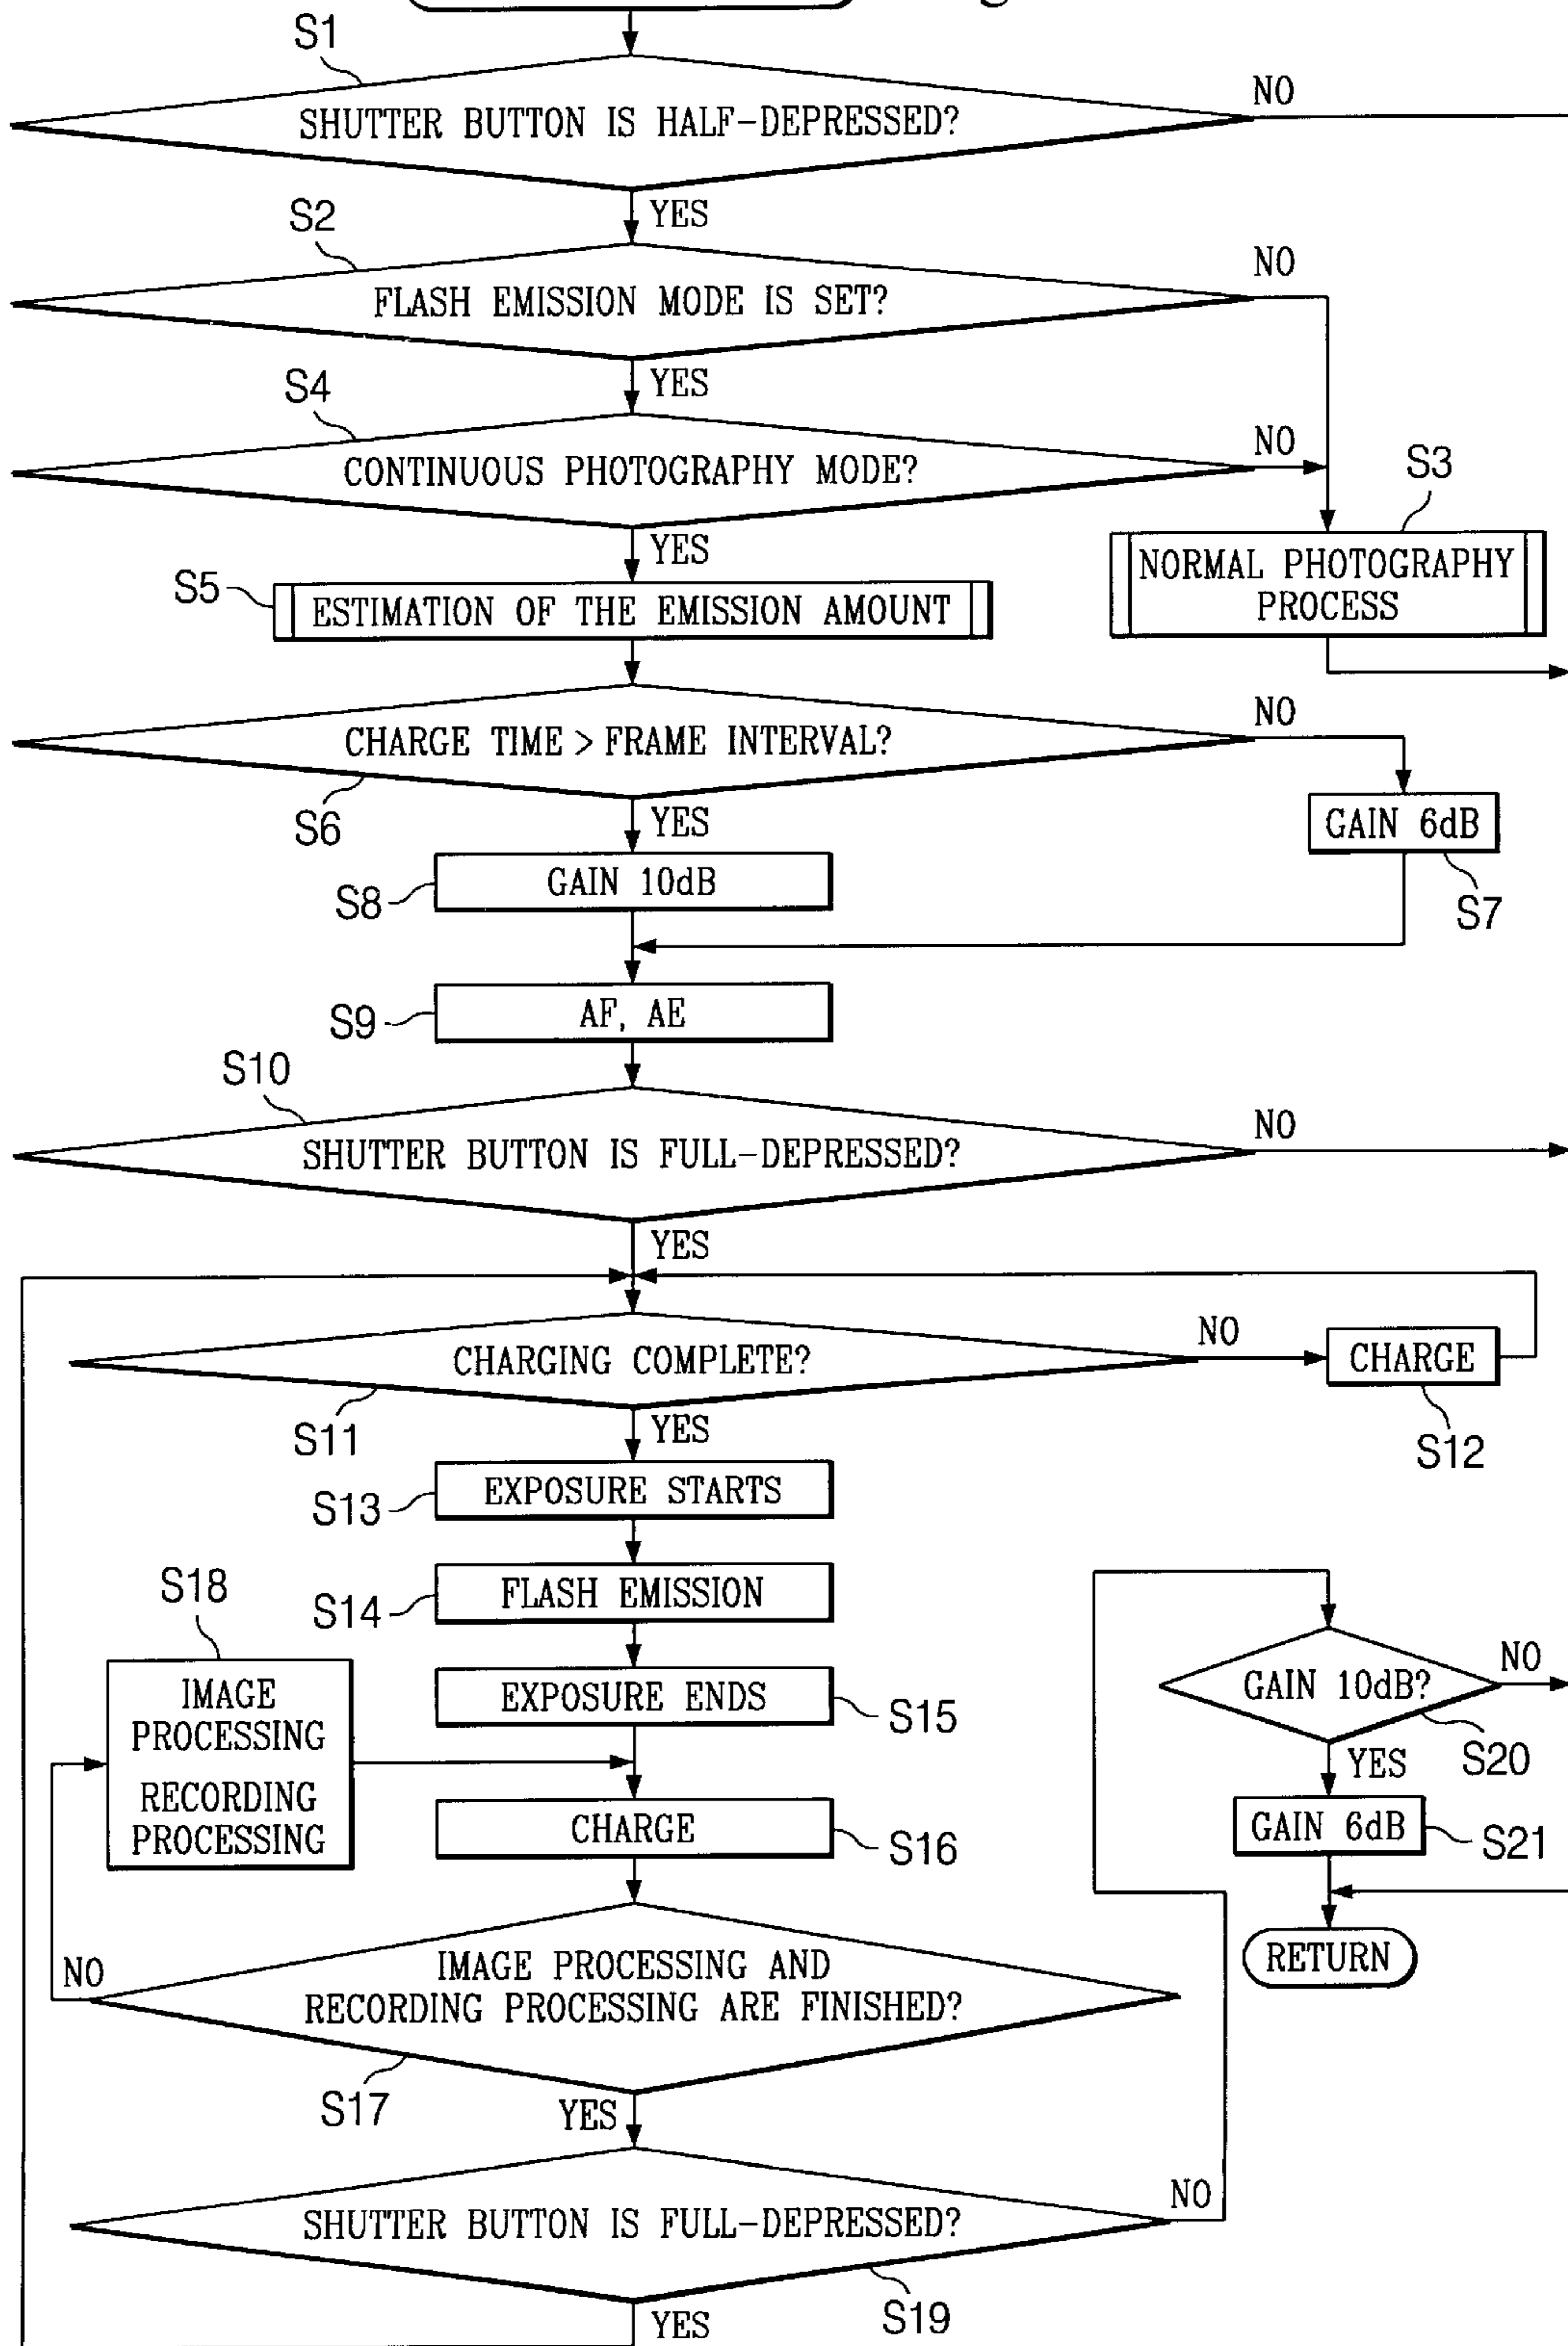 S1
SHUTTER BUTTON IS HALF-DEPRESSED?
NO
YES
S2
FLASH EMISSION MODE IS SET?
NO
YES
S4
CONTINUOUS PHOTOGRAPHY MODE?
NO
YES
S3
NORMAL PHOTOGRAPHY
PROCESS
S5
ESTIMATION OF THE EMISSION AMOUNT
CHARGE TIME > FRAME INTERVAL?
NO
S6
YES
GAIN 6dB
S7
S8
GAIN 10dB
S9
AF, AE
S10
SHUTTER BUTTON IS FULL-DEPRESSED?
NO
YES
CHARGING COMPLETE?
NO
CHARGE
S12
S11
YES
S13
EXPOSURE STARTS
S14
FLASH EMISSION
EXPOSURE ENDS
S15
S18
IMAGE
PROCESSING
RECORDING
PROCESSING
CHARGE
S16
NO
IMAGE PROCESSING AND
RECORDING PROCESSING ARE FINISHED?
S17
YES
SHUTTER BUTTON IS FULL-DEPRESSED?
NO
S19
YES
GAIN 10dB?
NO
S20
YES
GAIN 6dB
S21
RETURN